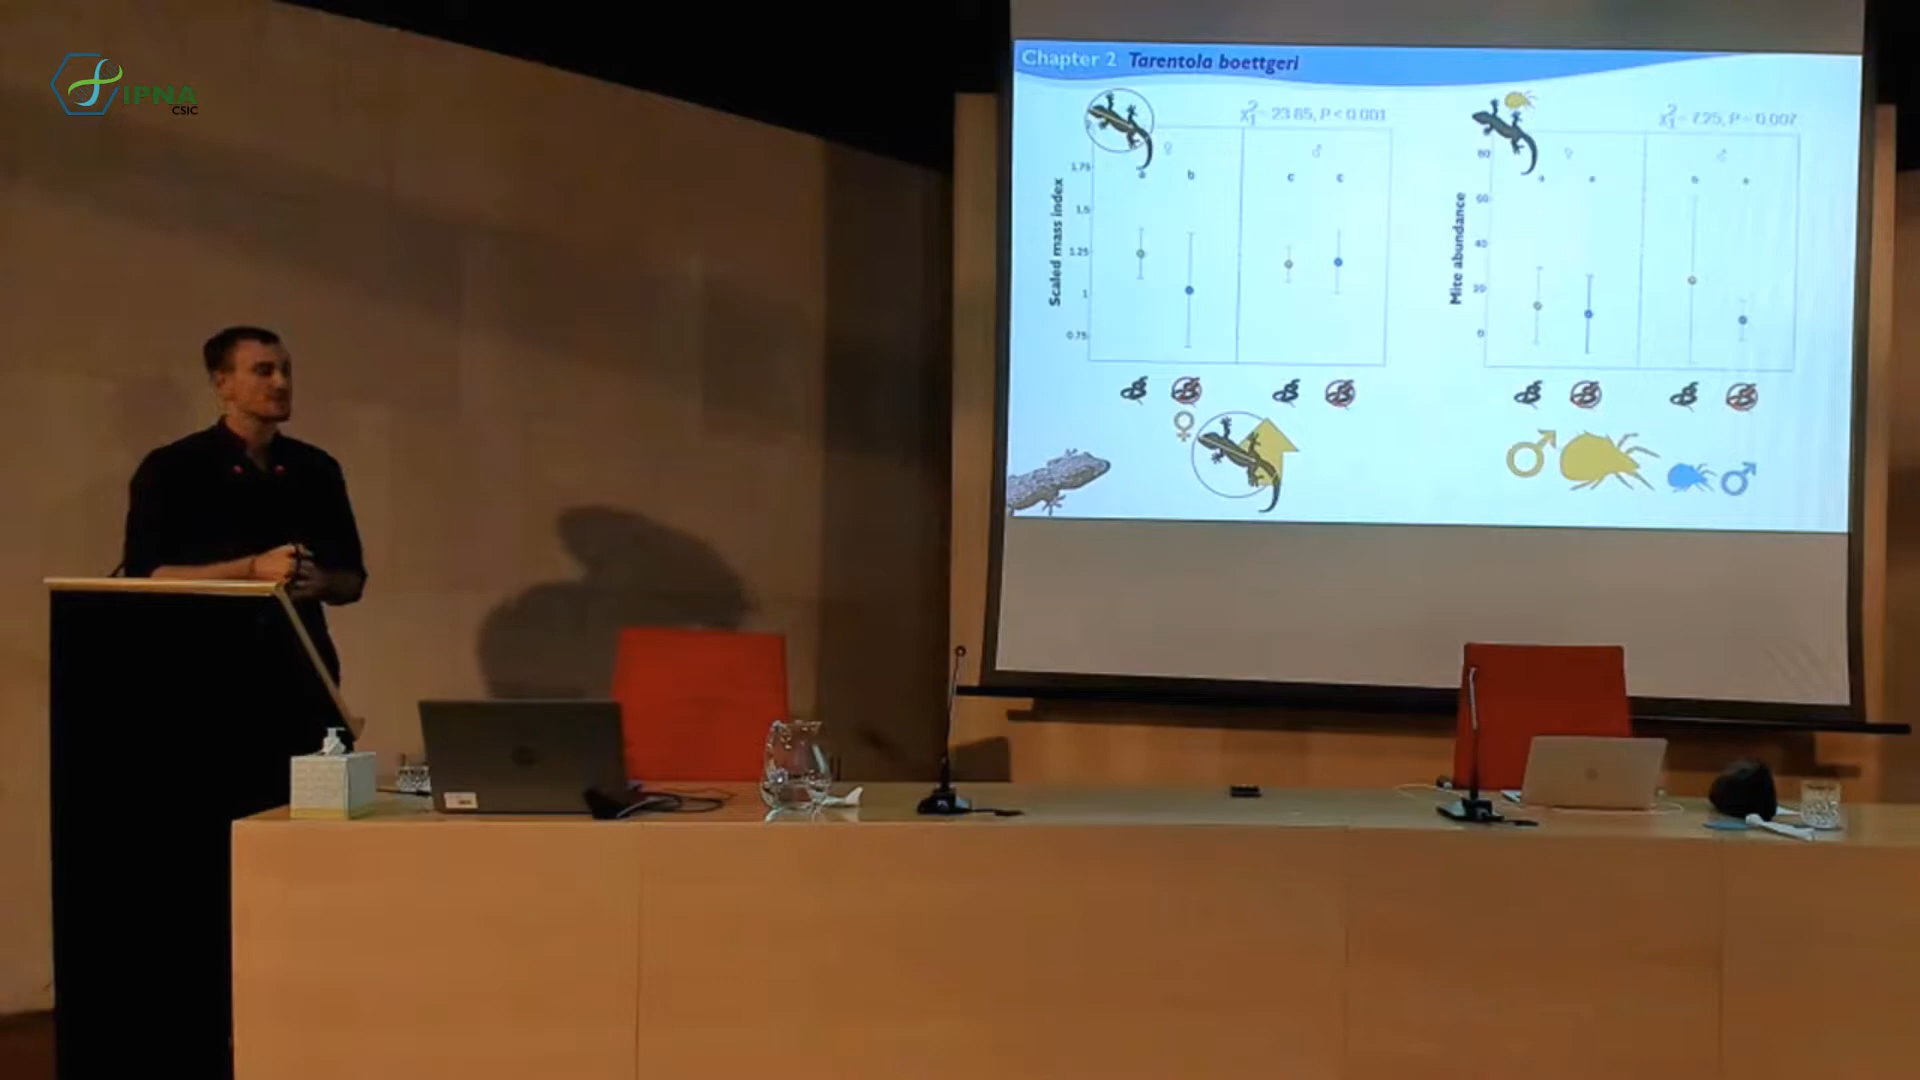 IPNA
CSIC
Chapter 2 Tarentola boettgeri
χ²₁= 23.85, P < 0.001
♀ ♂
a b c c
Scaled mass index
1.75
1.5
1.25
1
0.75
χ²₁= 7.25, P = 0.007
♀ ♂
a a b a
Mite abundance
80
60
40
20
0
♀
♂ ♂